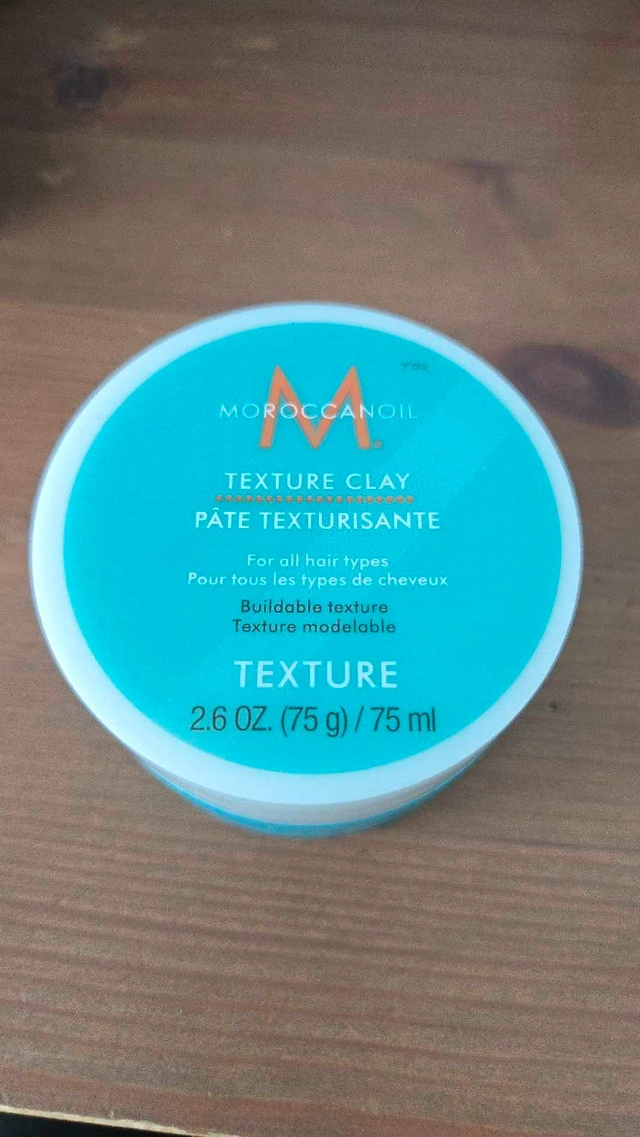 M.
MOROCCANOIL
TEXTURE CLAY
PÂTE TEXTURISANTE
For all hair types
Pour tous les types de cheveux
Buildable texture
Texture modelable
TEXTURE
2.6 OZ. (75 g) / 75 ml